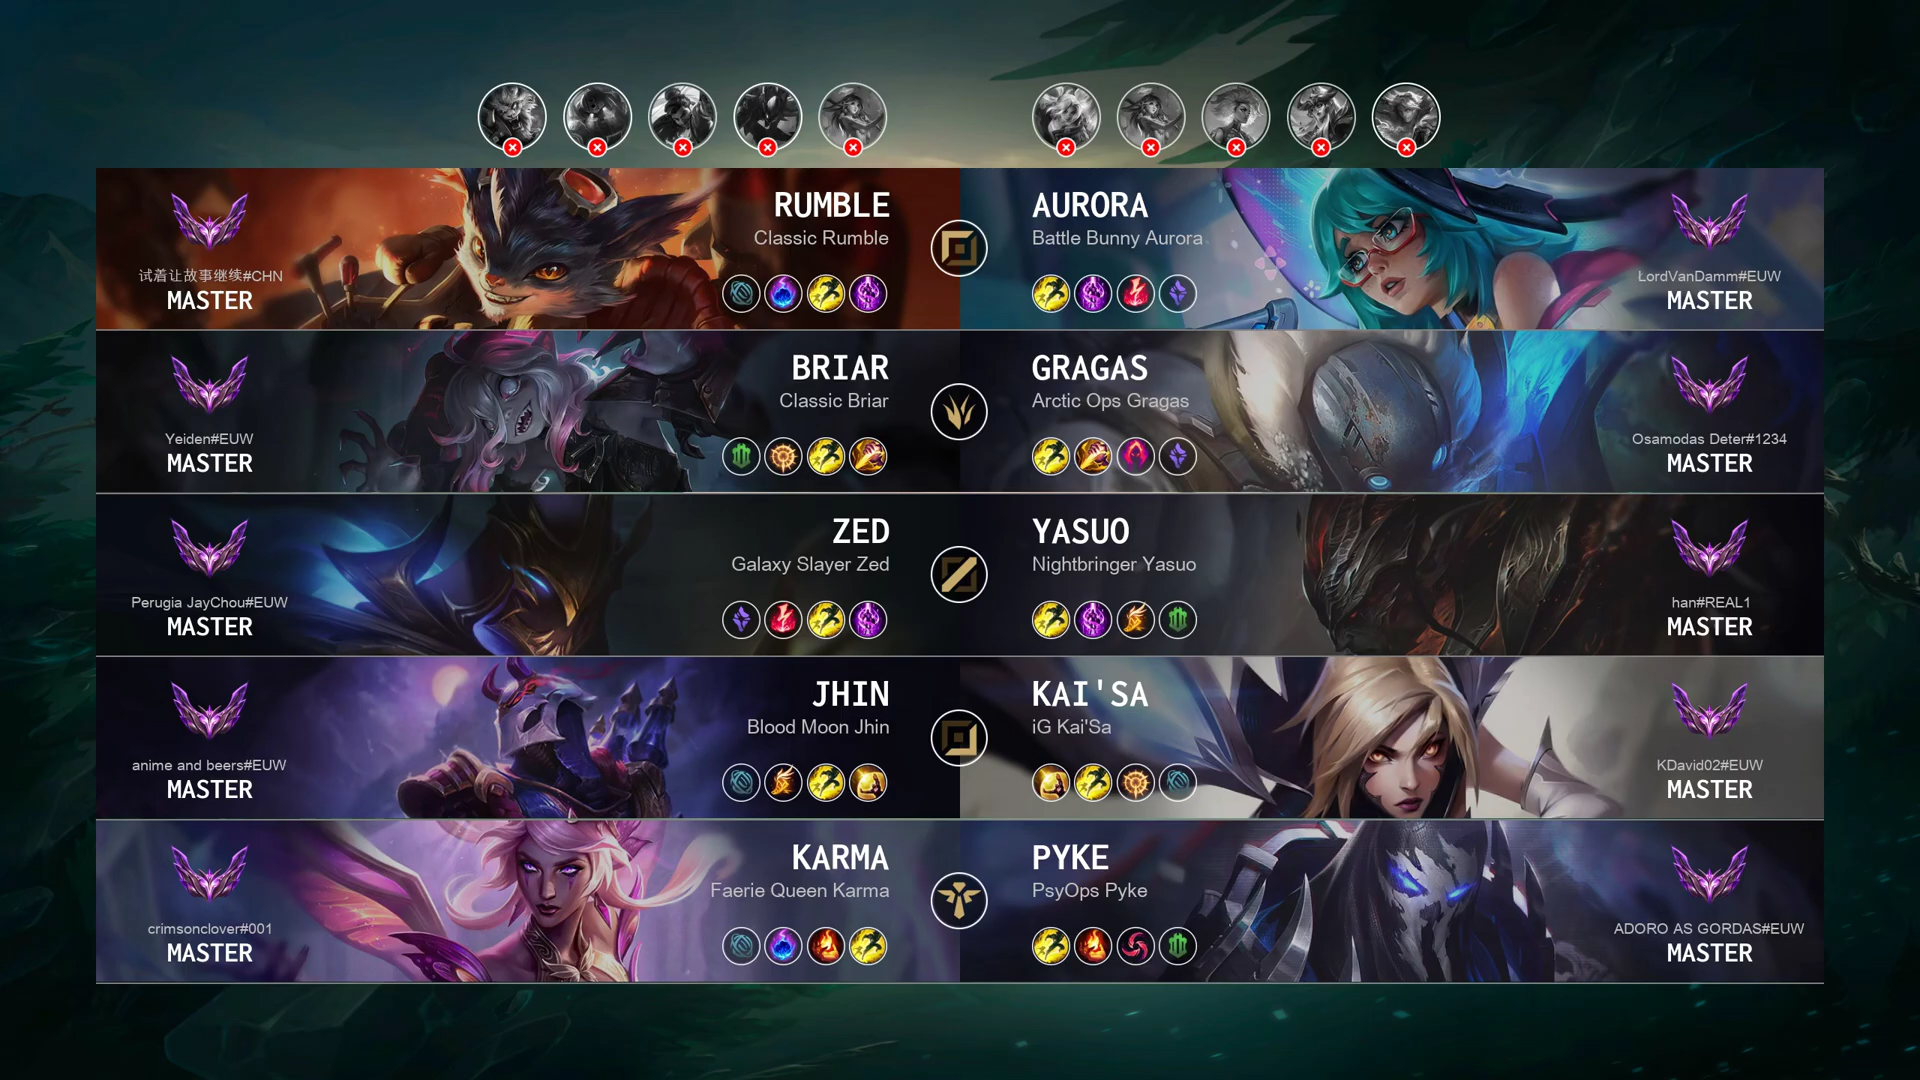 RUMBLE
Classic Rumble
试着让故事继续#CHN
MASTER
AURORA
Battle Bunny Aurora
LordVanDamm#EUW
MASTER
BRIAR
Classic Briar
Yeiden#EUW
MASTER
GRAGAS
Arctic Ops Gragas
Osamodas Deter#1234
MASTER
ZED
Galaxy Slayer Zed
Perugia JayChou#EUW
MASTER
YASUO
Nightbringer Yasuo
han#REAL1
MASTER
JHIN
Blood Moon Jhin
anime and beers#EUW
MASTER
KAI'SA
iG Kai'Sa
KDavid02#EUW
MASTER
KARMA
Faerie Queen Karma
crimsonclover#001
MASTER
PYKE
PsyOps Pyke
ADORO AS GORDAS#EUW
MASTER